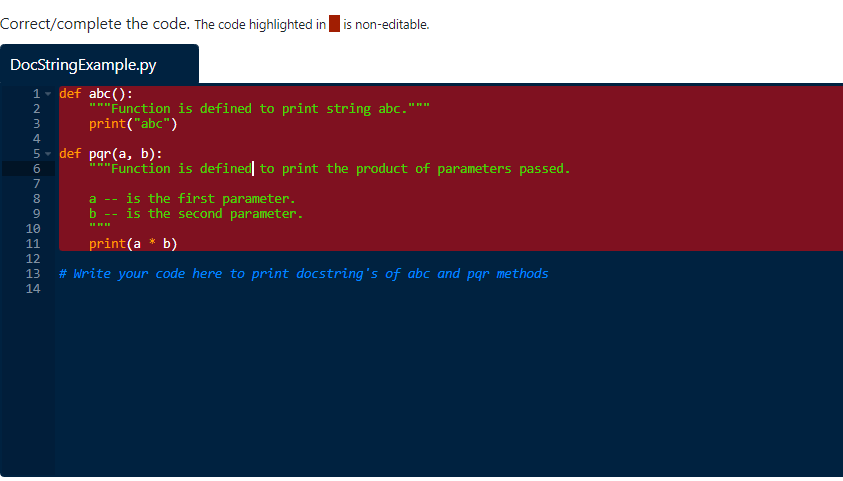 Correct/complete the code. The code highlighted in is non-editable.
DocStringExample.py
1 def abc():
2     """Function is defined to print string abc."""
3     print("abc")
4
5 def pqr(a, b):
6     """Function is defined to print the product of parameters passed.
7
8     a -- is the first parameter.
9     b -- is the second parameter.
10     """
11     print(a * b)
12
13 # Write your code here to print docstring's of abc and pqr methods
14